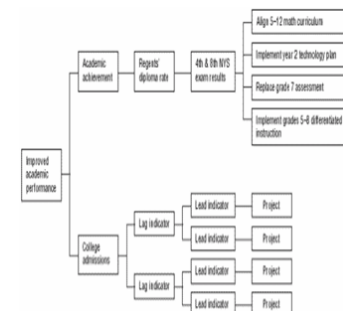 Align 5–12 math curriculum
Academic
achievement
Regents'
diploma rate
4th & 8th NYS
exam results
Implement year 2 technology plan
Replace grade 7 assessment
Implement grades 5–8 differentiated
instruction
Improved
academic
performance
College
admissions
Lag indicator
Lead indicator
Project
Lead indicator
Project
Lag indicator
Lead indicator
Project
Lead indicator
Project